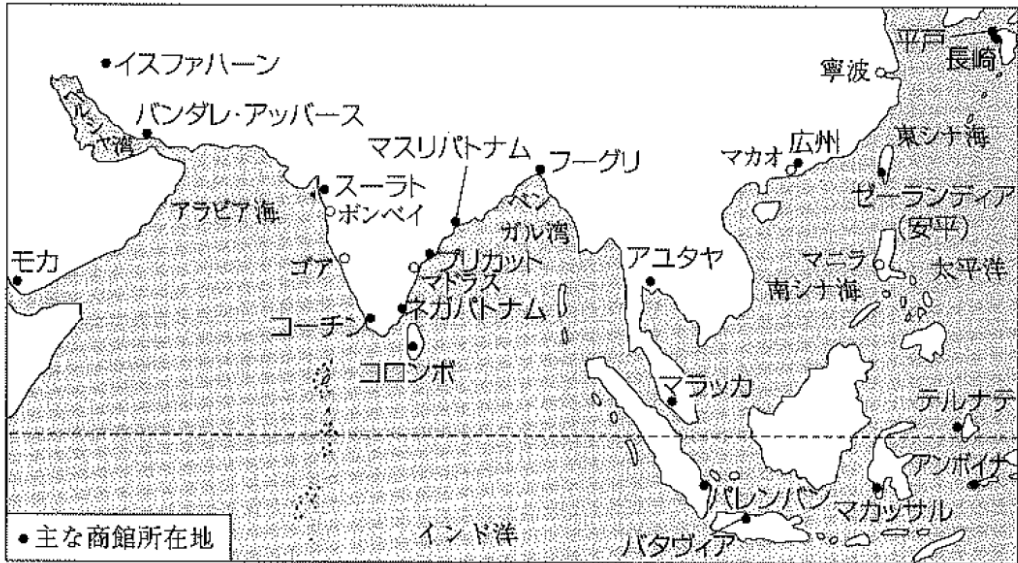 平戸
イスファハーン
長崎
寧波
バンダレ・アッバース
ペルシャ湾
マスリパトナム
フーグリ
広州
マカオ
東シナ海
スーラト
ベン
ガル湾
ゼーランディア
(安平)
アラビア海
ボンベイ
モカ
ゴア
プリカット
マドラス
アユタヤ
マニラ
太平洋
南シナ海
ネガパトナム
コーチン
コロンボ
マラッカ
テルナテ
アンボイナ
パレンバン
マカッサル
●主な商館所在地
インド洋
バタヴィア